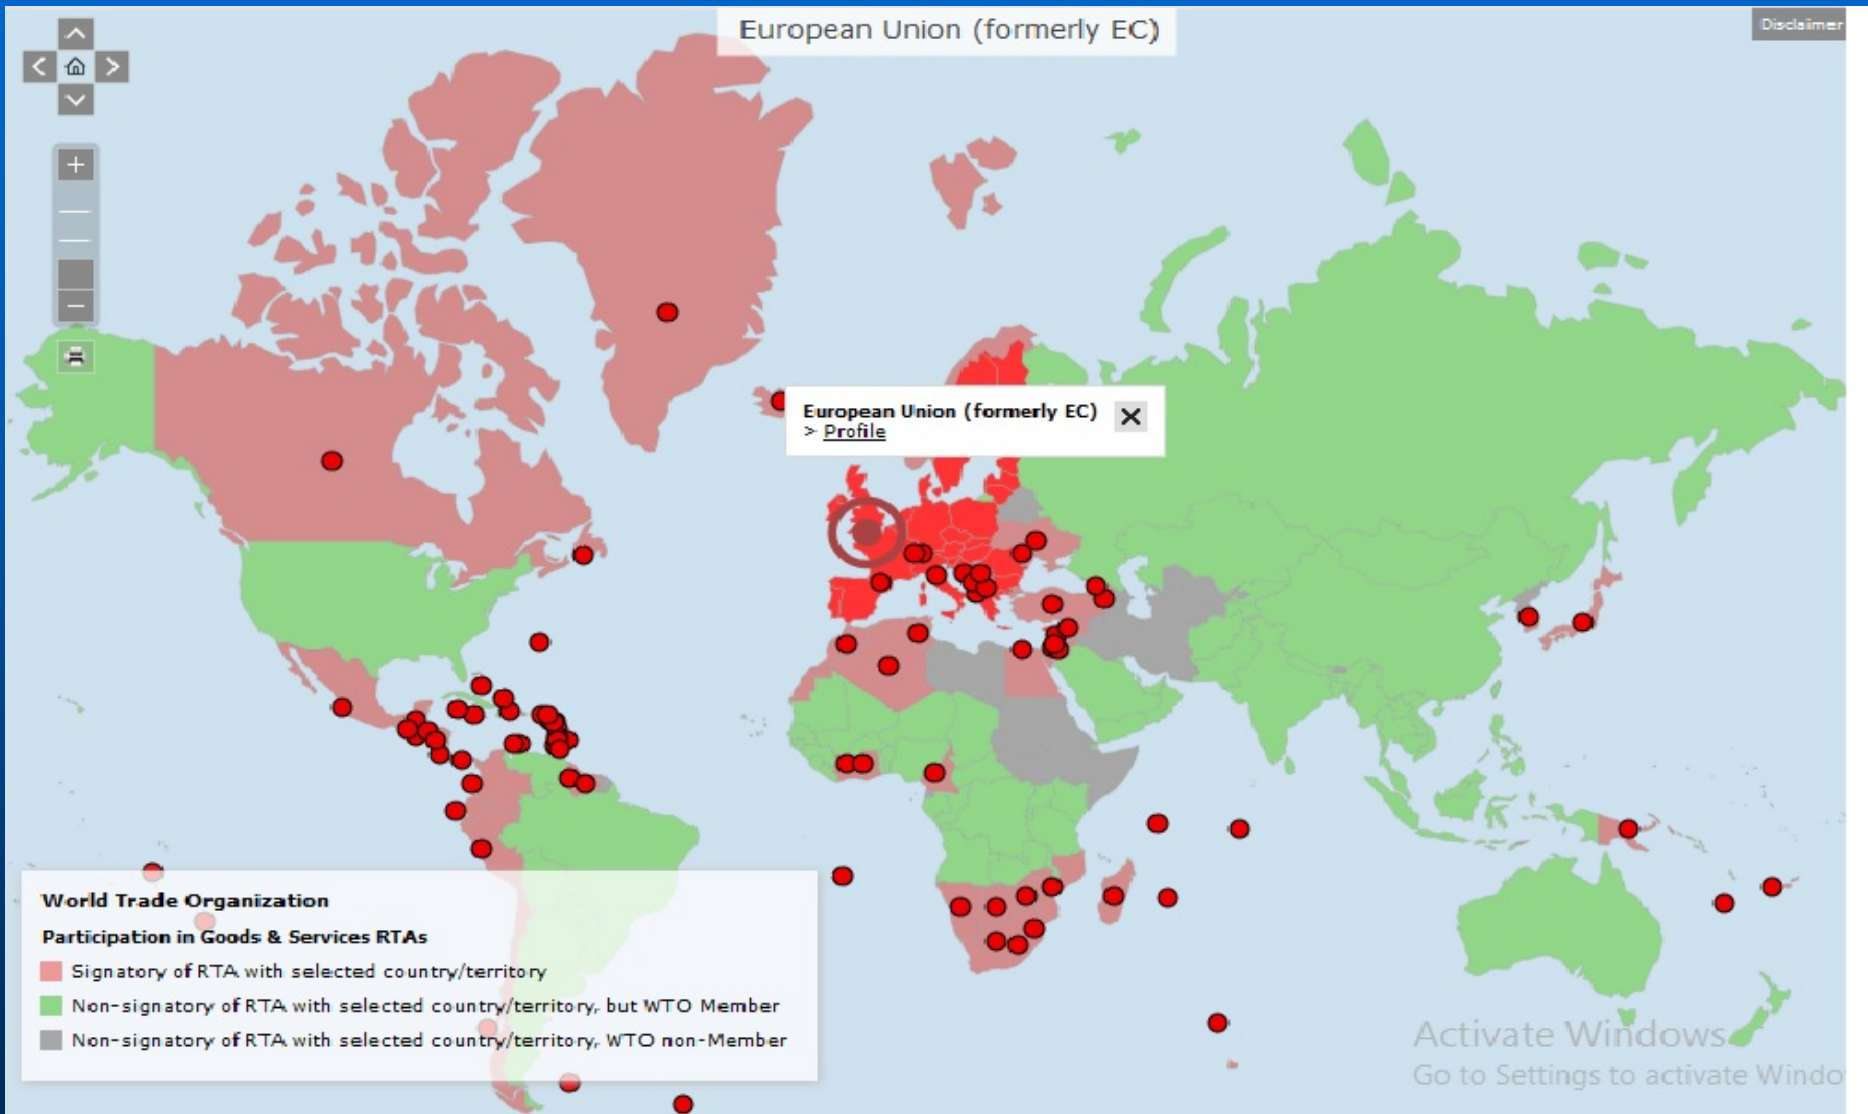 European Union (formerly EC)
Disclaimer
European Union (formerly EC)
> Profile
World Trade Organization
Participation in Goods & Services RTAs
Signatory of RTA with selected country/territory
Non-signatory of RTA with selected country/territory, but WTO Member
Non-signatory of RTA with selected country/territory, WTO non-Member
Activate Windows
Go to Settings to activate Windo